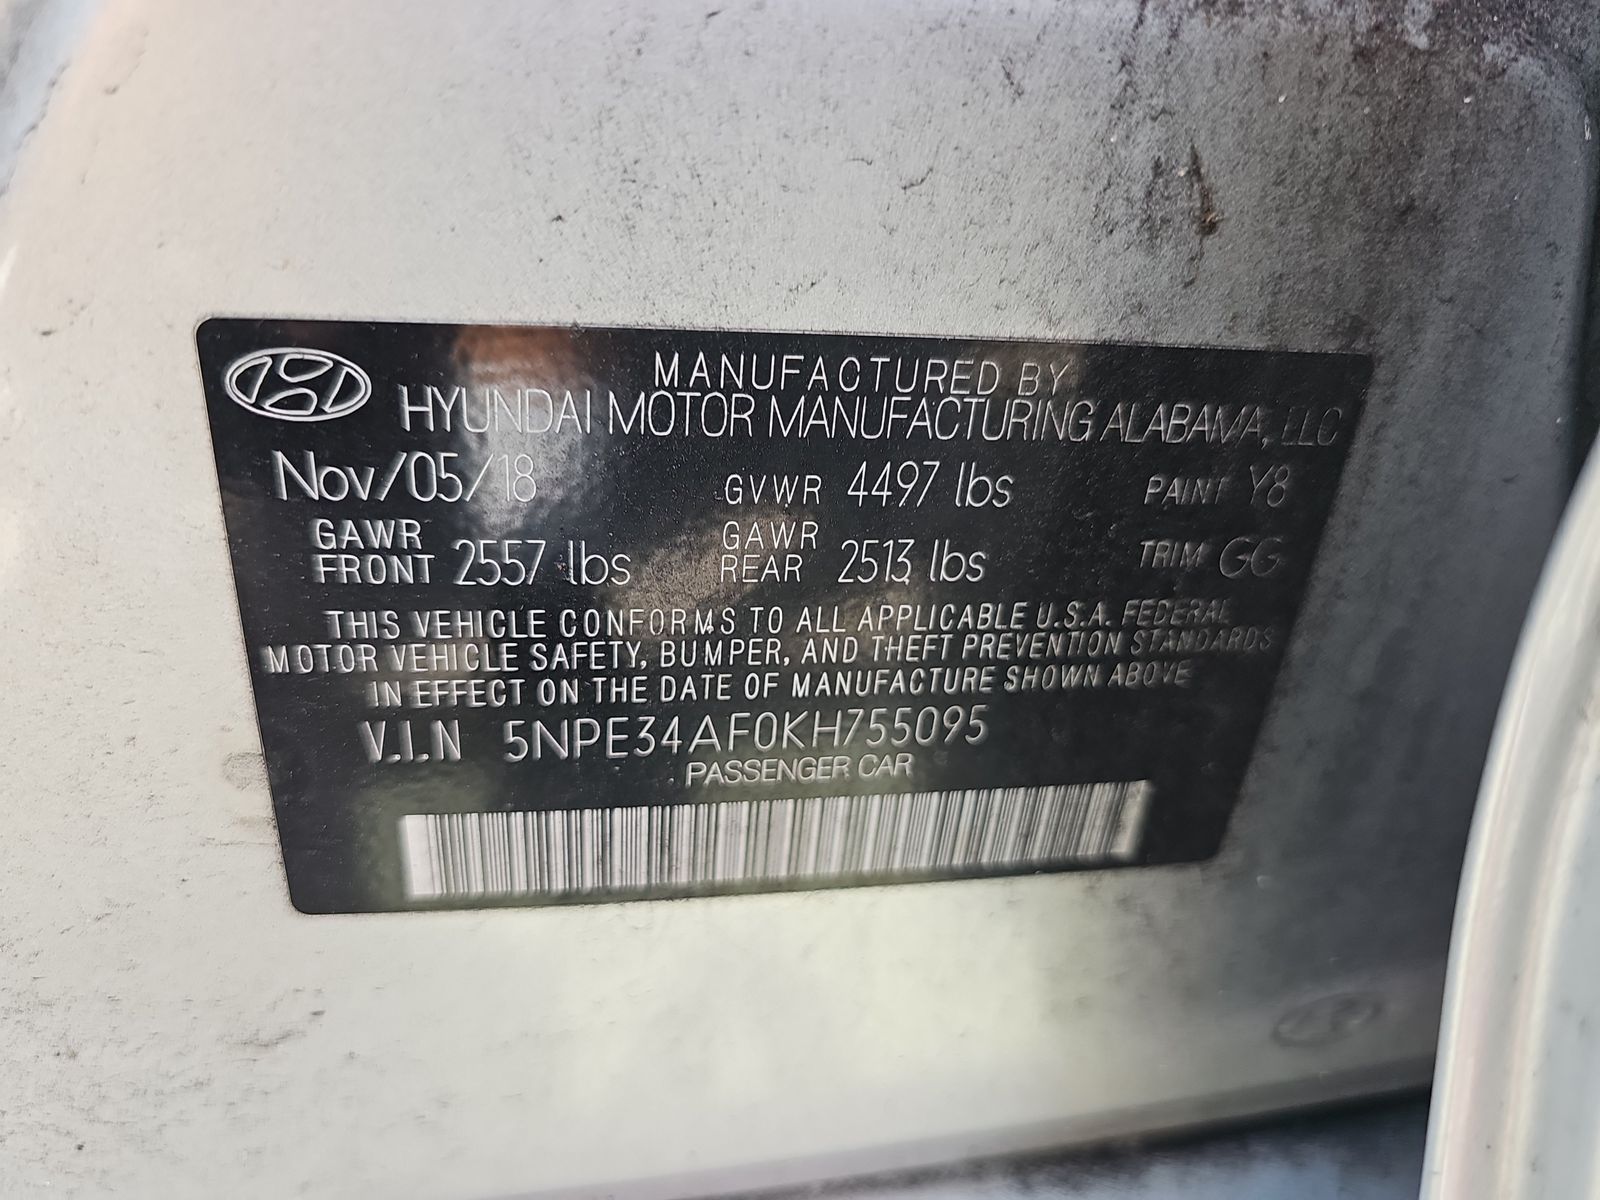 MANUFACTURED BY
HYUNDAI MOTOR MANUFACTURING ALABAMA, LLC
Nov/05/18 GVWR 4497 lbs PAINT Y8
GAWR FRONT 2557 lbs GAWR REAR 2513 lbs TRIM GG
THIS VEHICLE CONFORMS TO ALL APPLICABLE U.S.A. FEDERAL
MOTOR VEHICLE SAFETY, BUMPER, AND THEFT PREVENTION STANDARDS
IN EFFECT ON THE DATE OF MANUFACTURE SHOWN ABOVE
V.I.N 5NPE34AF0KH755095
PASSENGER CAR